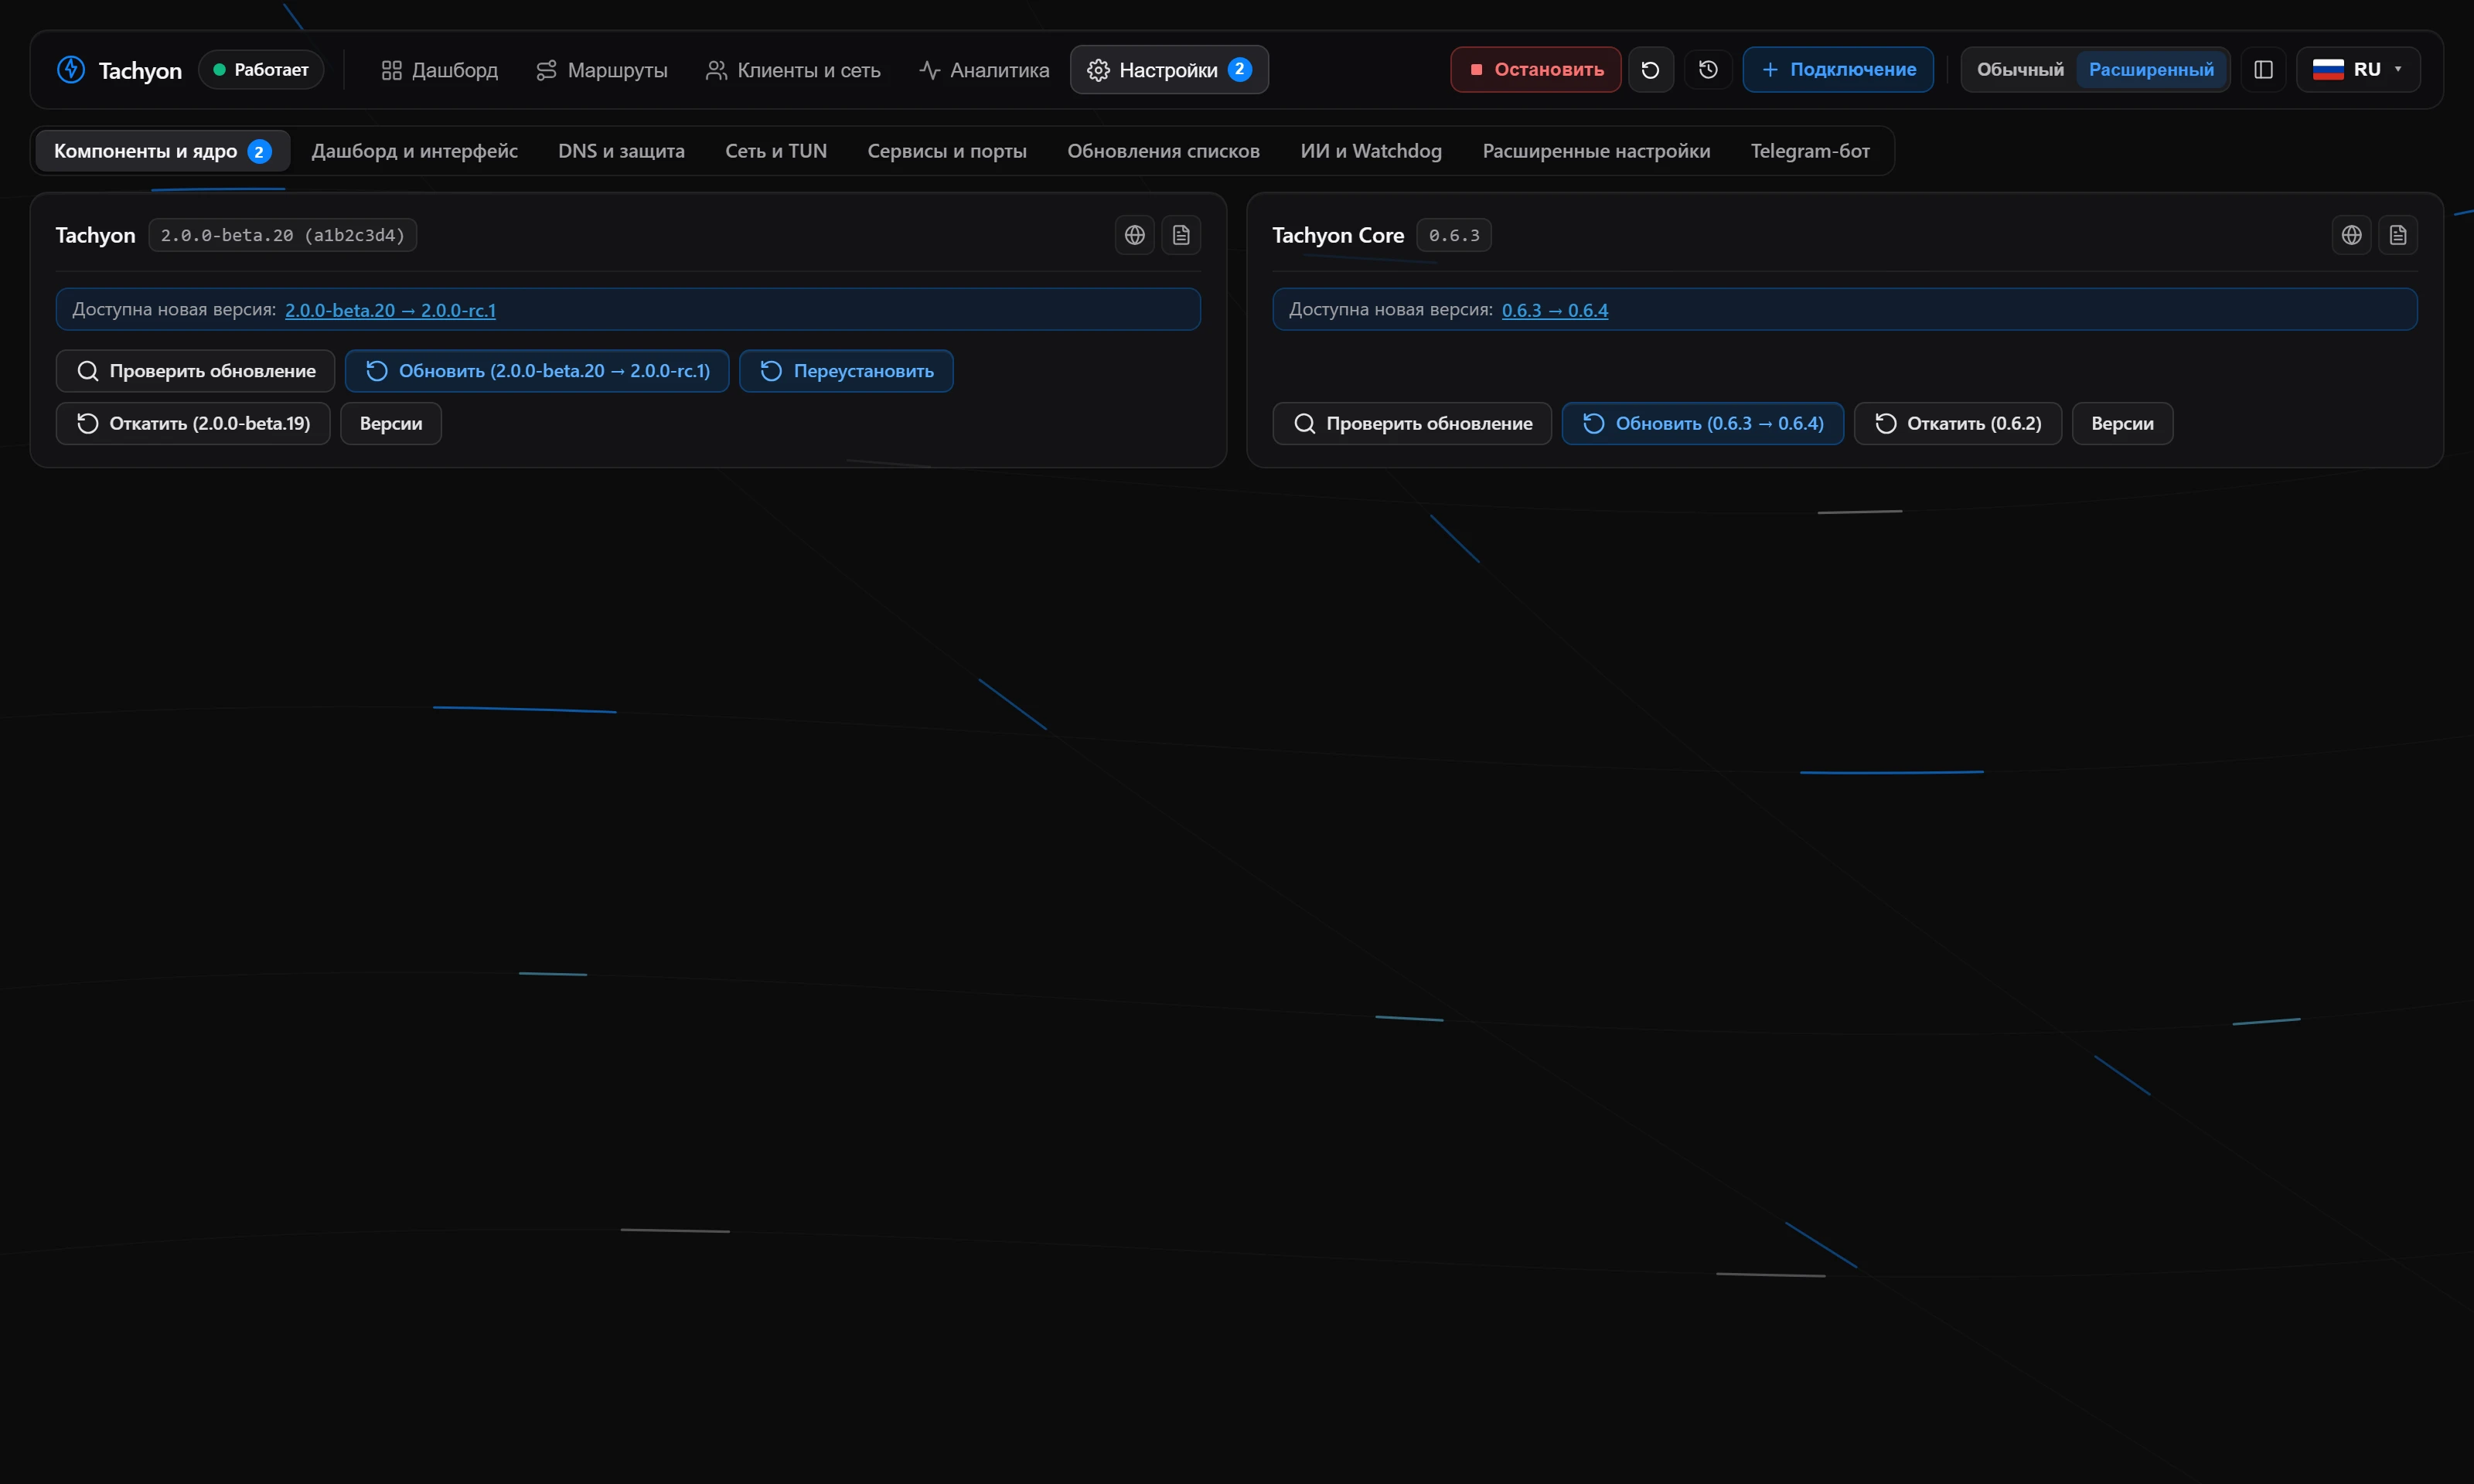 Tachyon Работает Дашборд Маршруты Клиенты и сеть Аналитика Настройки 2 Остановить Подключение Обычный Расширенный RU
Компоненты и ядро 2 Дашборд и интерфейс DNS и защита Сеть и TUN Сервисы и порты Обновления списков ИИ и Watchdog Расширенные настройки Telegram-бот
Tachyon 2.0.0-beta.20 (a1b2c3d4)
Доступна новая версия: 2.0.0-beta.20 → 2.0.0-rc.1
Проверить обновление Обновить (2.0.0-beta.20 → 2.0.0-rc.1) Переустановить
Откатить (2.0.0-beta.19) Версии
Tachyon Core 0.6.3
Доступна новая версия: 0.6.3 → 0.6.4
Проверить обновление Обновить (0.6.3 → 0.6.4) Откатить (0.6.2) Версии